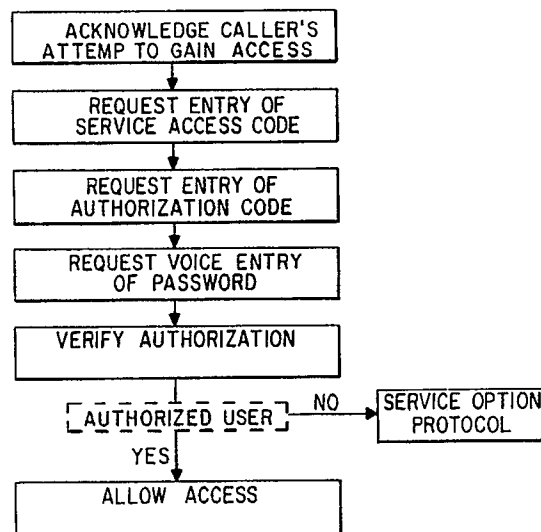 ACKNOWLEDGE CALLER'S
ATTEMP TO GAIN ACCESS
REQUEST ENTRY OF
SERVICE ACCESS CODE
REQUEST ENTRY OF
AUTHORIZATION CODE
REQUEST VOICE ENTRY
OF PASSWORD
VERIFY AUTHORIZATION
AUTHORIZED USER
NO
SERVICE OPTION
PROTOCOL
YES
ALLOW ACCESS